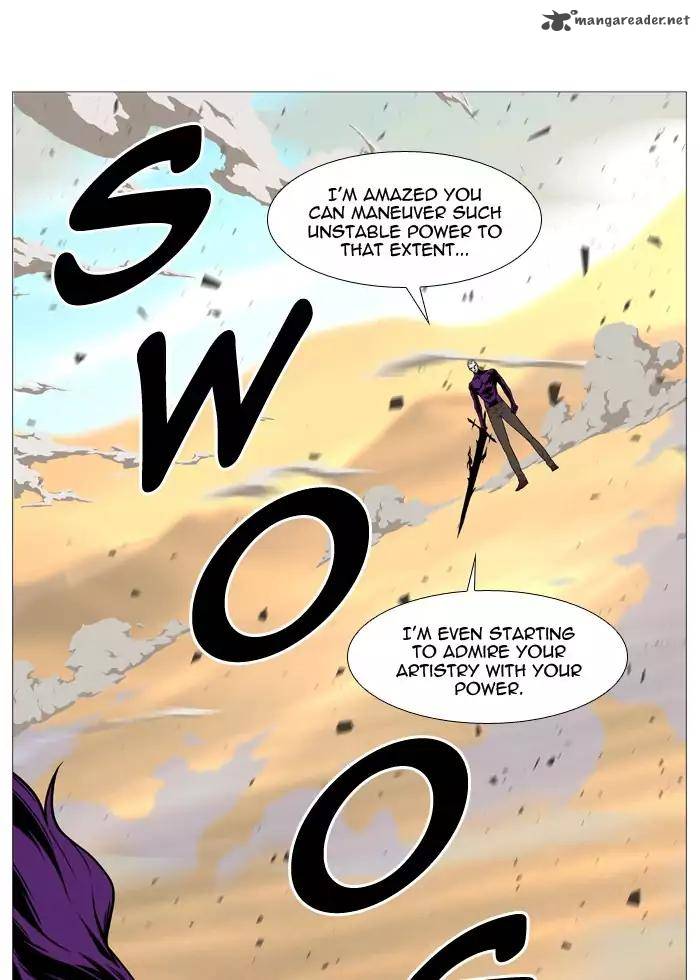 mangareader.net
I'M AMAZED YOU
CAN MANEUVER SUCH
UNSTABLE POWER TO
THAT EXTENT...
SWOO
I'M EVEN STARTING
TO ADMIRE YOUR
ARTISTRY WITH YOUR
POWER.